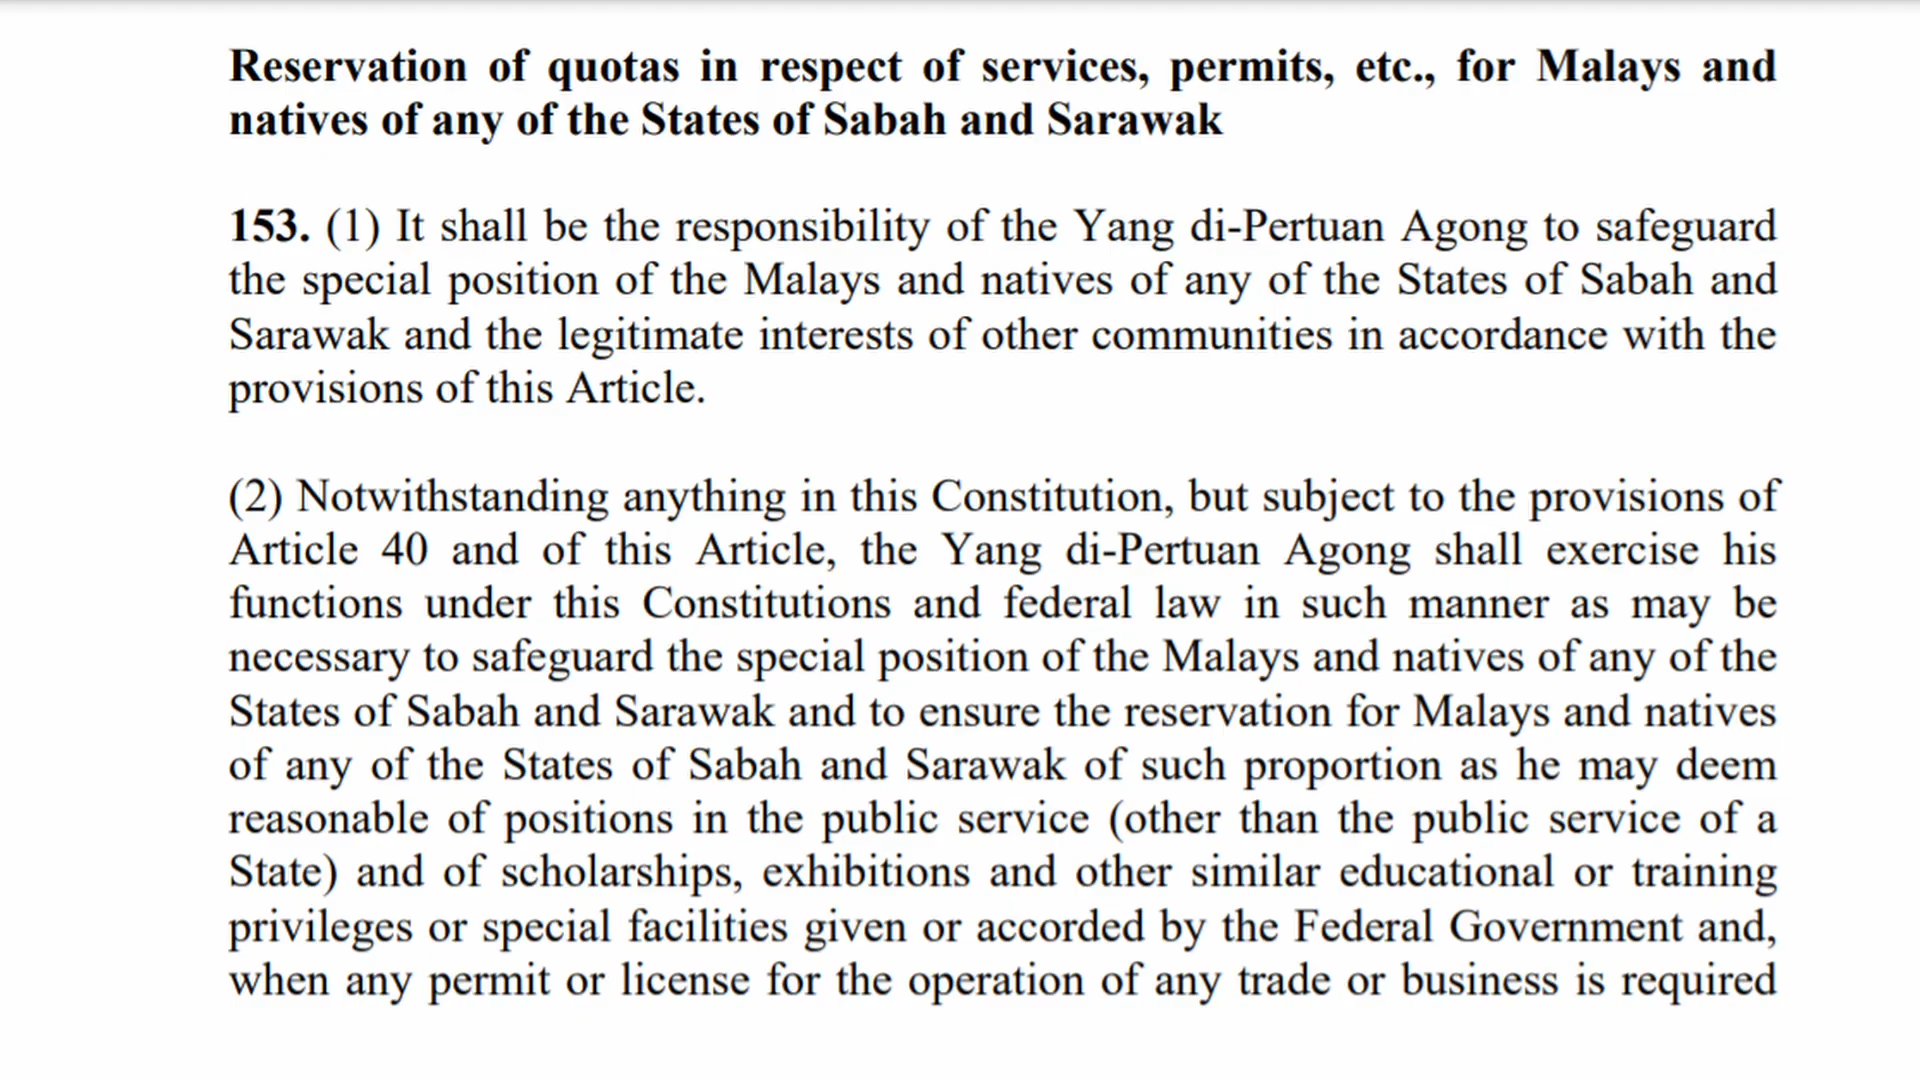 Reservation of quotas in respect of services, permits, etc., for Malays and
natives of any of the States of Sabah and Sarawak
153. (1) It shall be the responsibility of the Yang di-Pertuan Agong to safeguard
the special position of the Malays and natives of any of the States of Sabah and
Sarawak and the legitimate interests of other communities in accordance with the
provisions of this Article.
(2) Notwithstanding anything in this Constitution, but subject to the provisions of
Article 40 and of this Article, the Yang di-Pertuan Agong shall exercise his
functions under this Constitutions and federal law in such manner as may be
necessary to safeguard the special position of the Malays and natives of any of the
States of Sabah and Sarawak and to ensure the reservation for Malays and natives
of any of the States of Sabah and Sarawak of such proportion as he may deem
reasonable of positions in the public service (other than the public service of a
State) and of scholarships, exhibitions and other similar educational or training
privileges or special facilities given or accorded by the Federal Government and,
when any permit or license for the operation of any trade or business is required